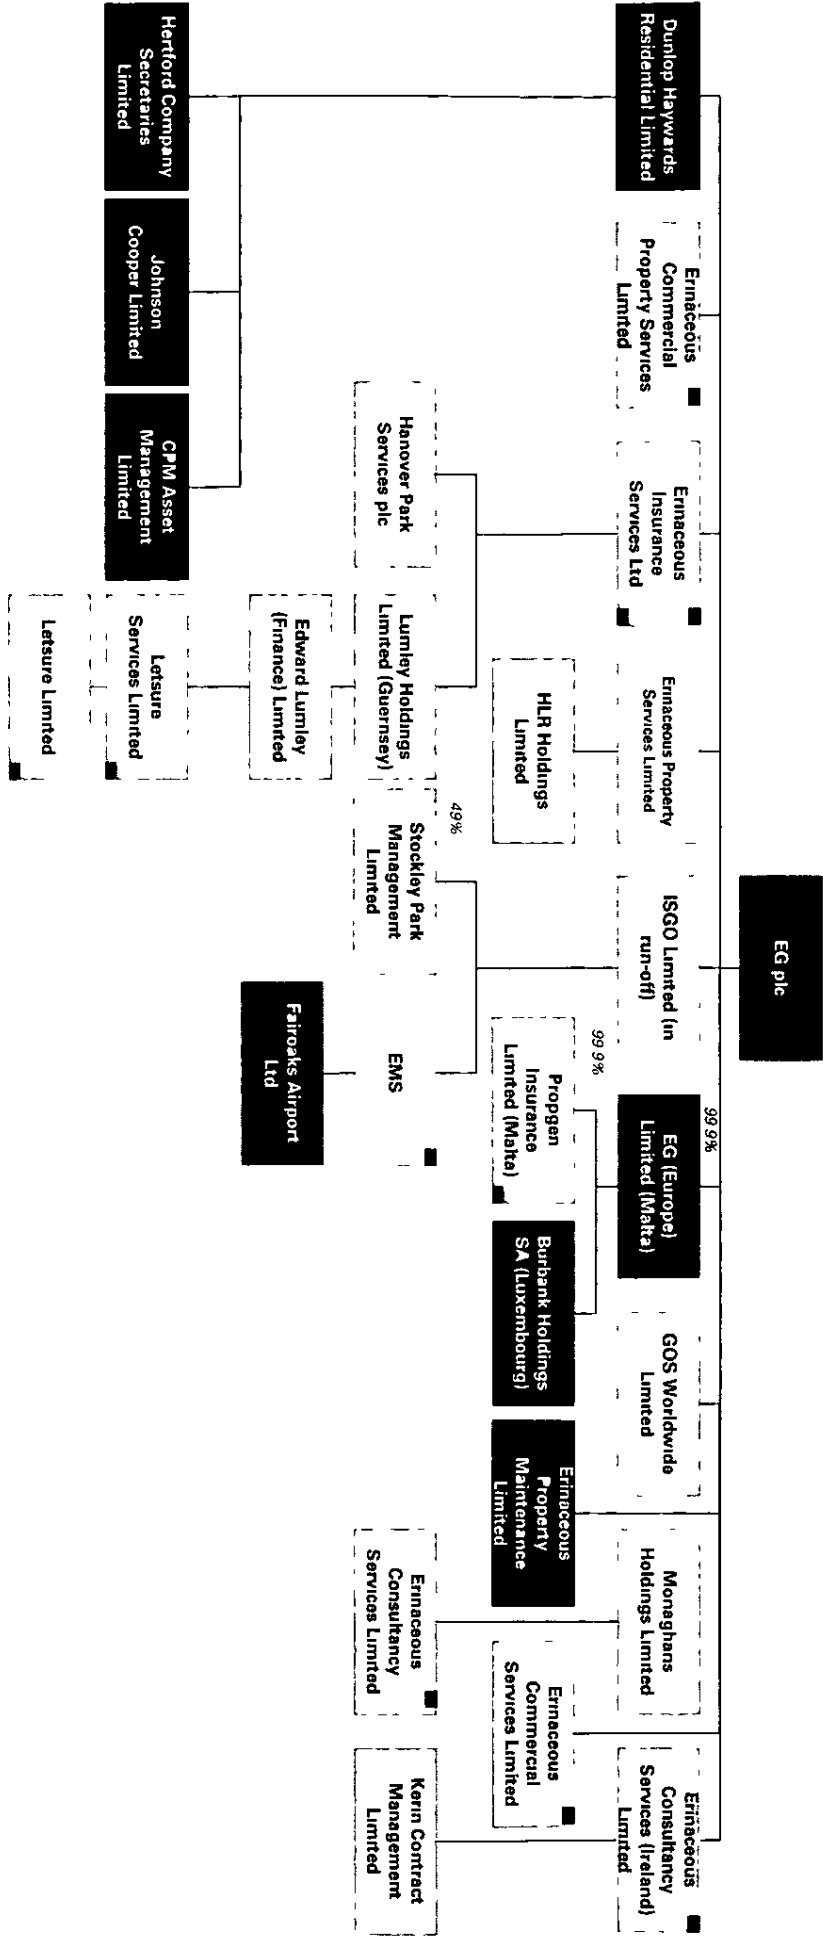 EG plc
Dunlop Haywards
Residential Limited
Erinaceous
Commercial
Property Services
Limited
Erinaceous
Insurance
Services Ltd
Erinaceous Property
Services Limited
ISGO Limited (in
run-off)
99 9%
EG (Europe)
Limited (Malta)
GOS Worldwide
Limited
Monaghans
Holdings Limited
Erinaceous
Consultancy
Services (Ireland)
Limited
HLR Holdings
Limited
99 9%
Propgen
Insurance
Limited (Malta)
Burbank Holdings
SA (Luxembourg)
Erinaceous
Property
Maintenance
Limited
Erinaceous
Commercial
Services Limited
Hanover Park
Services plc
Lumley Holdings
Limited (Guernsey)
49%
Stockley Park
Management
Limited
EMS
Erinaceous
Consultancy
Services Limited
Kerin Contract
Management
Limited
Edward Lumley
(Finance) Limited
Fairoaks Airport
Ltd
Hertford Company
Secretaries
Limited
Johnson
Cooper Limited
CPM Asset
Management
Limited
Letsure
Services Limited
Letsure Limited